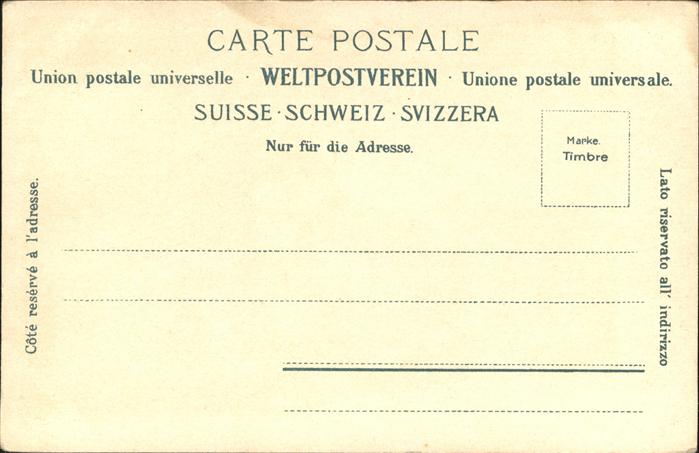 CARTE POSTALE
Union postale universelle · WELTPOSTVEREIN · Unione postale universale.
SUISSE · SCHWEIZ · SVIZZERA
Nur für die Adresse.
Marke.
Timbre
Côté resérvé à l'adresse.
Lato riservato all' indirizzo